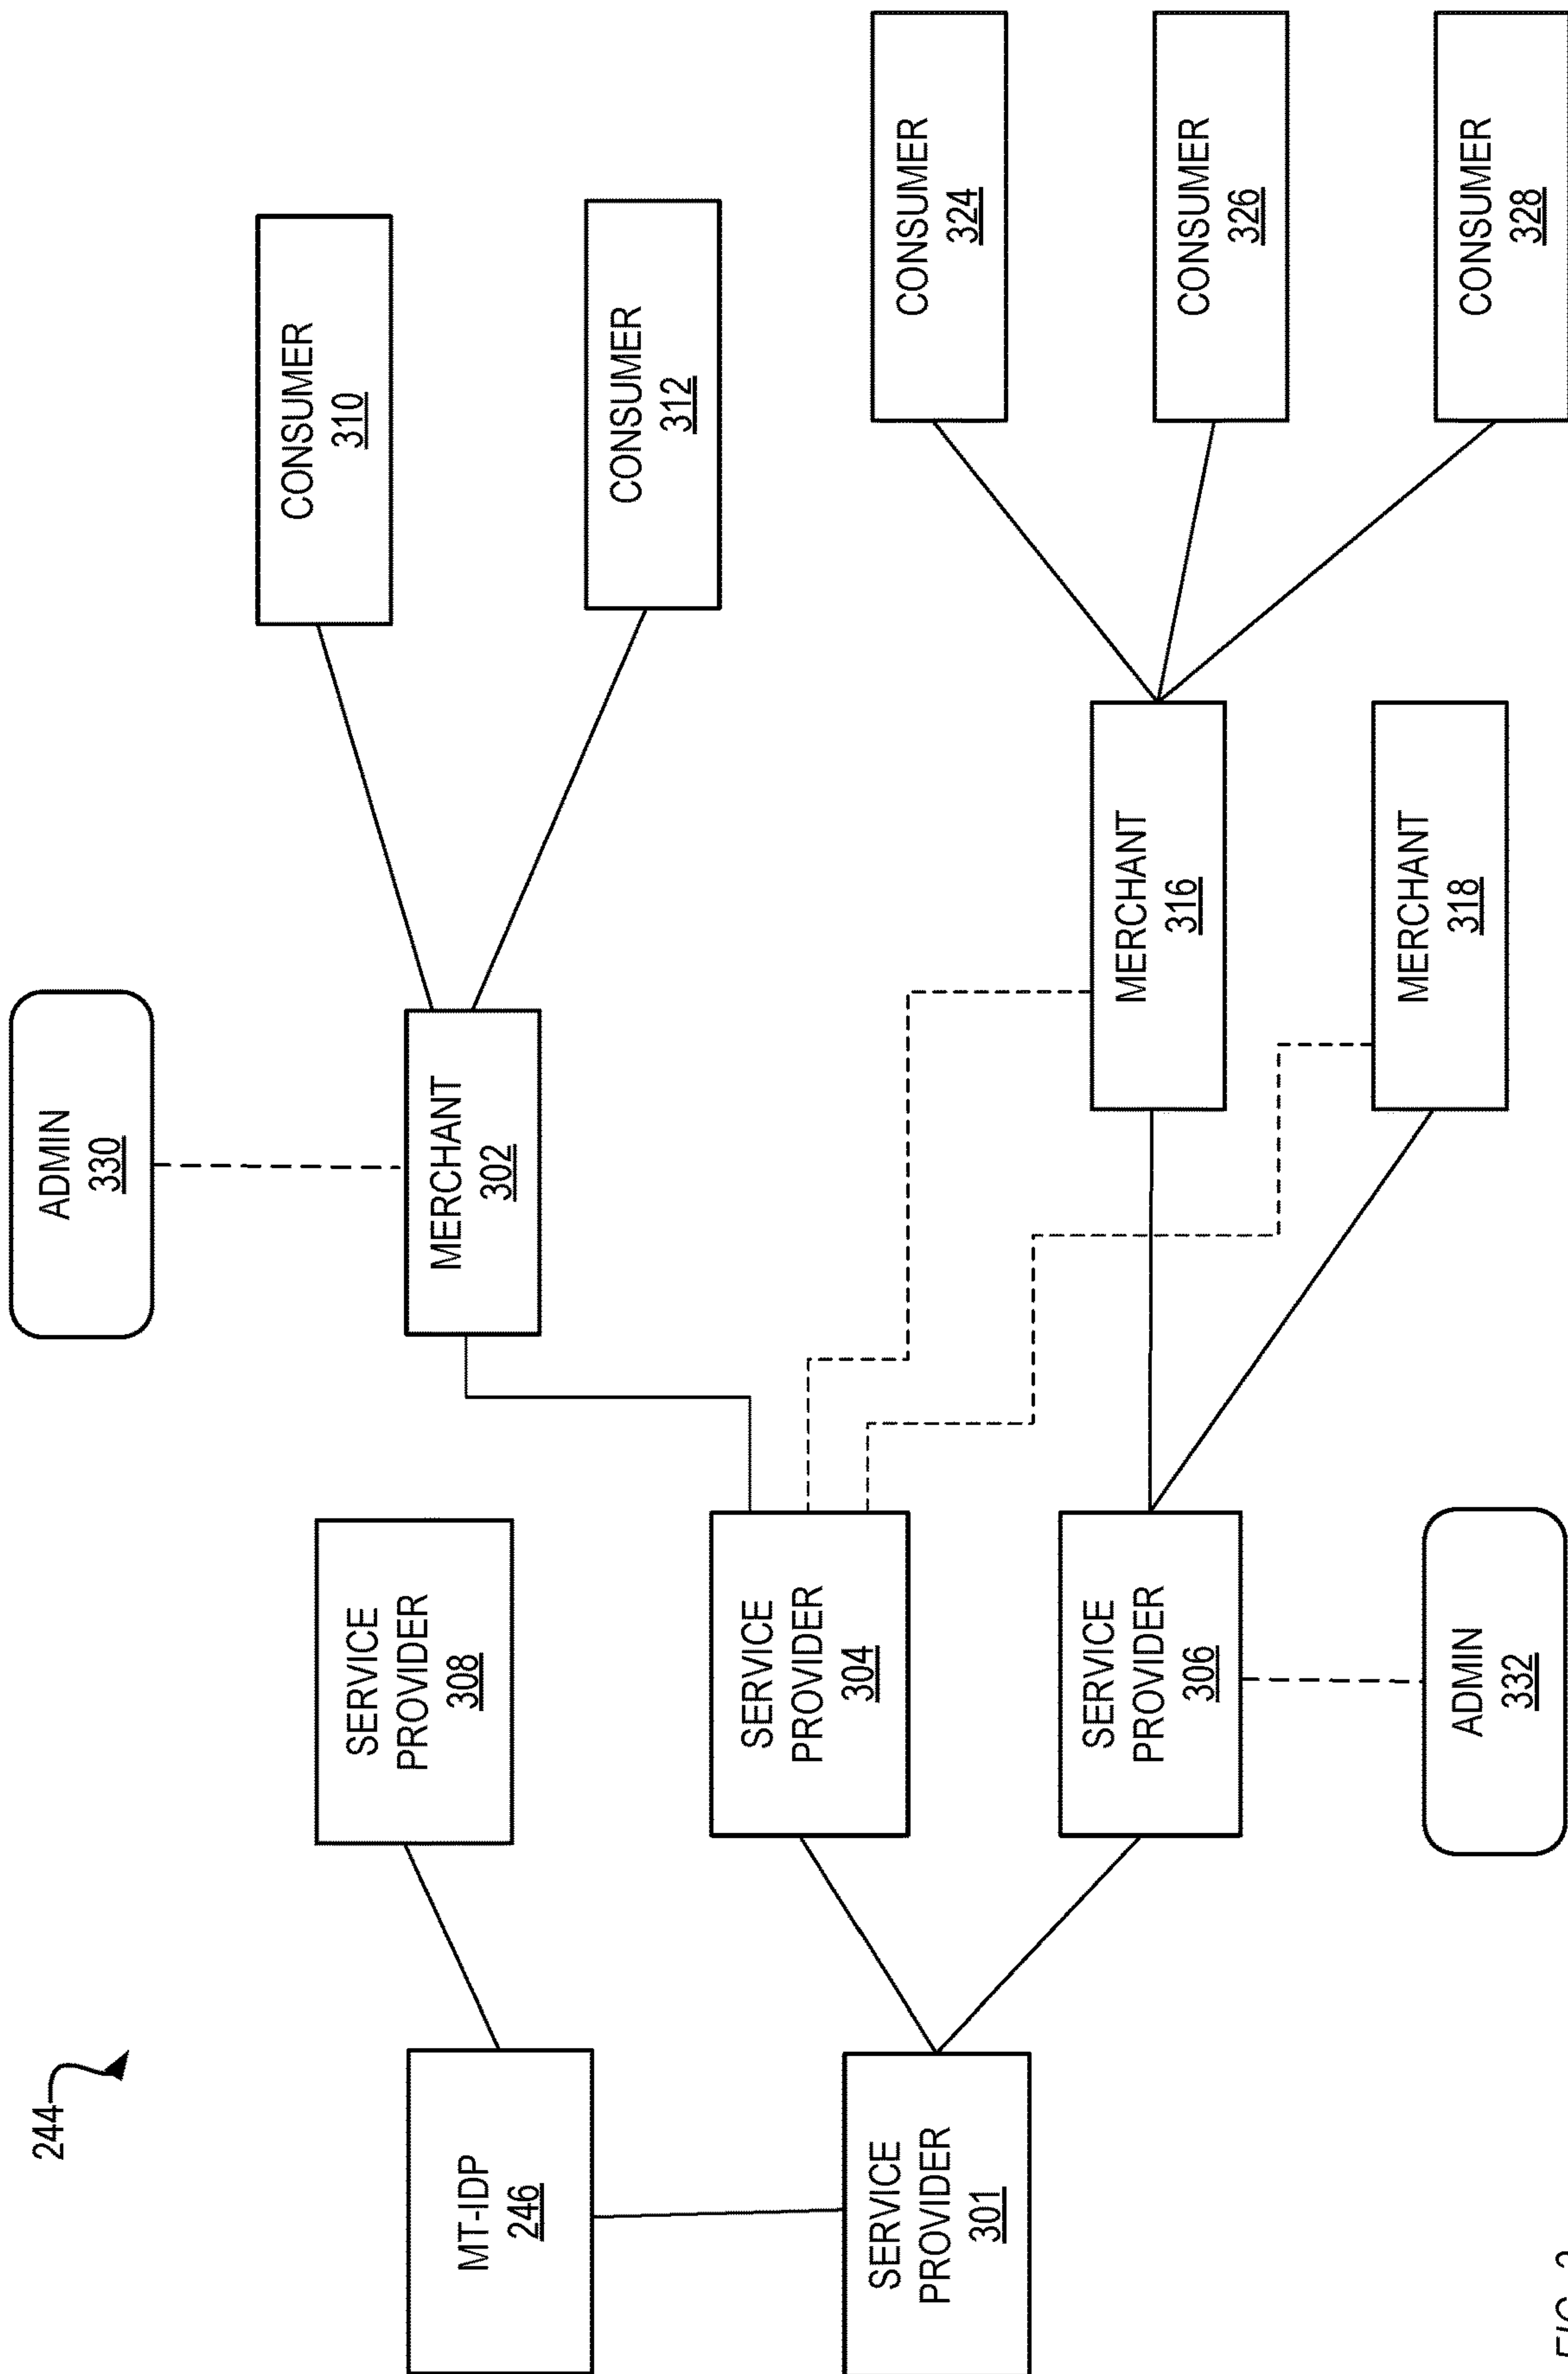 244
ADMIN
330
CONSUMER
310
MERCHANT
302
CONSUMER
312
SERVICE
PROVIDER
308
MT-IDP
246
SERVICE
PROVIDER
304
CONSUMER
324
SERVICE
PROVIDER
301
SERVICE
PROVIDER
306
MERCHANT
316
CONSUMER
326
MERCHANT
318
CONSUMER
328
ADMIN
332
FIG.